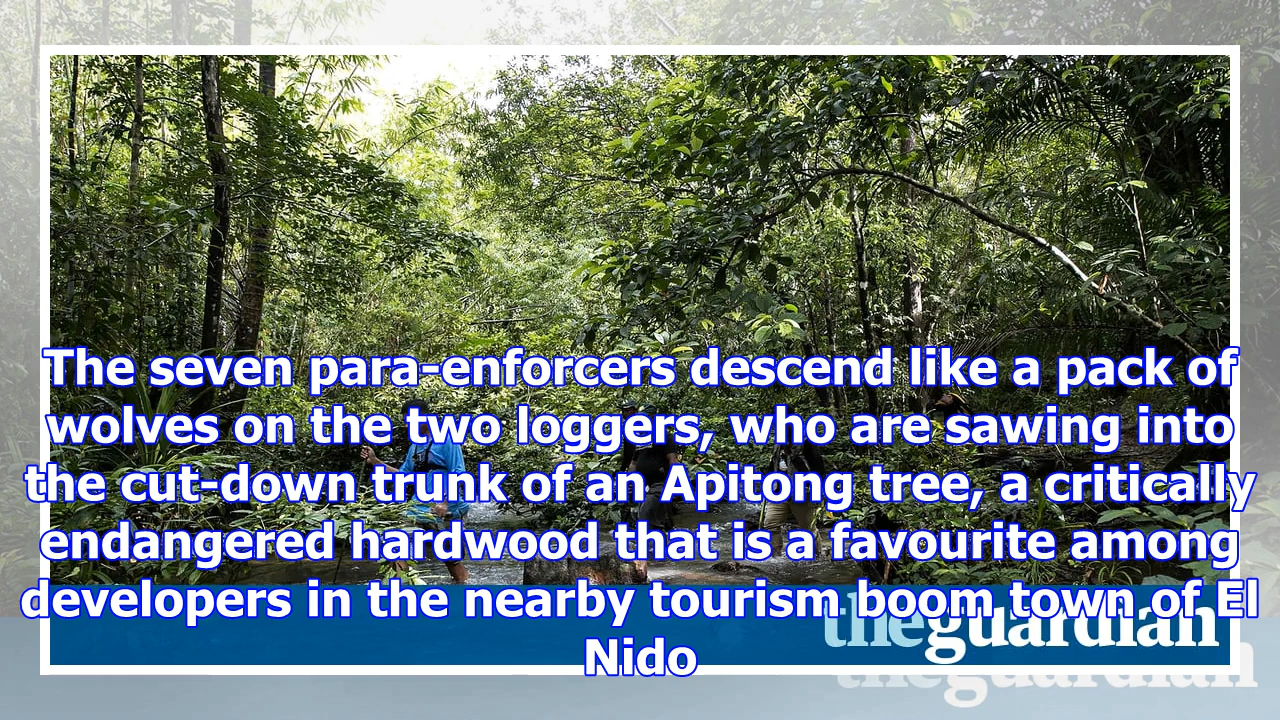 The seven para-enforcers descend like a pack of
wolves on the two loggers, who are sawing into
the cut-down trunk of an Apitong tree, a critically
endangered hardwood that is a favourite among
developers in the nearby tourism boom town of El
Nido
theguardian
theguardian